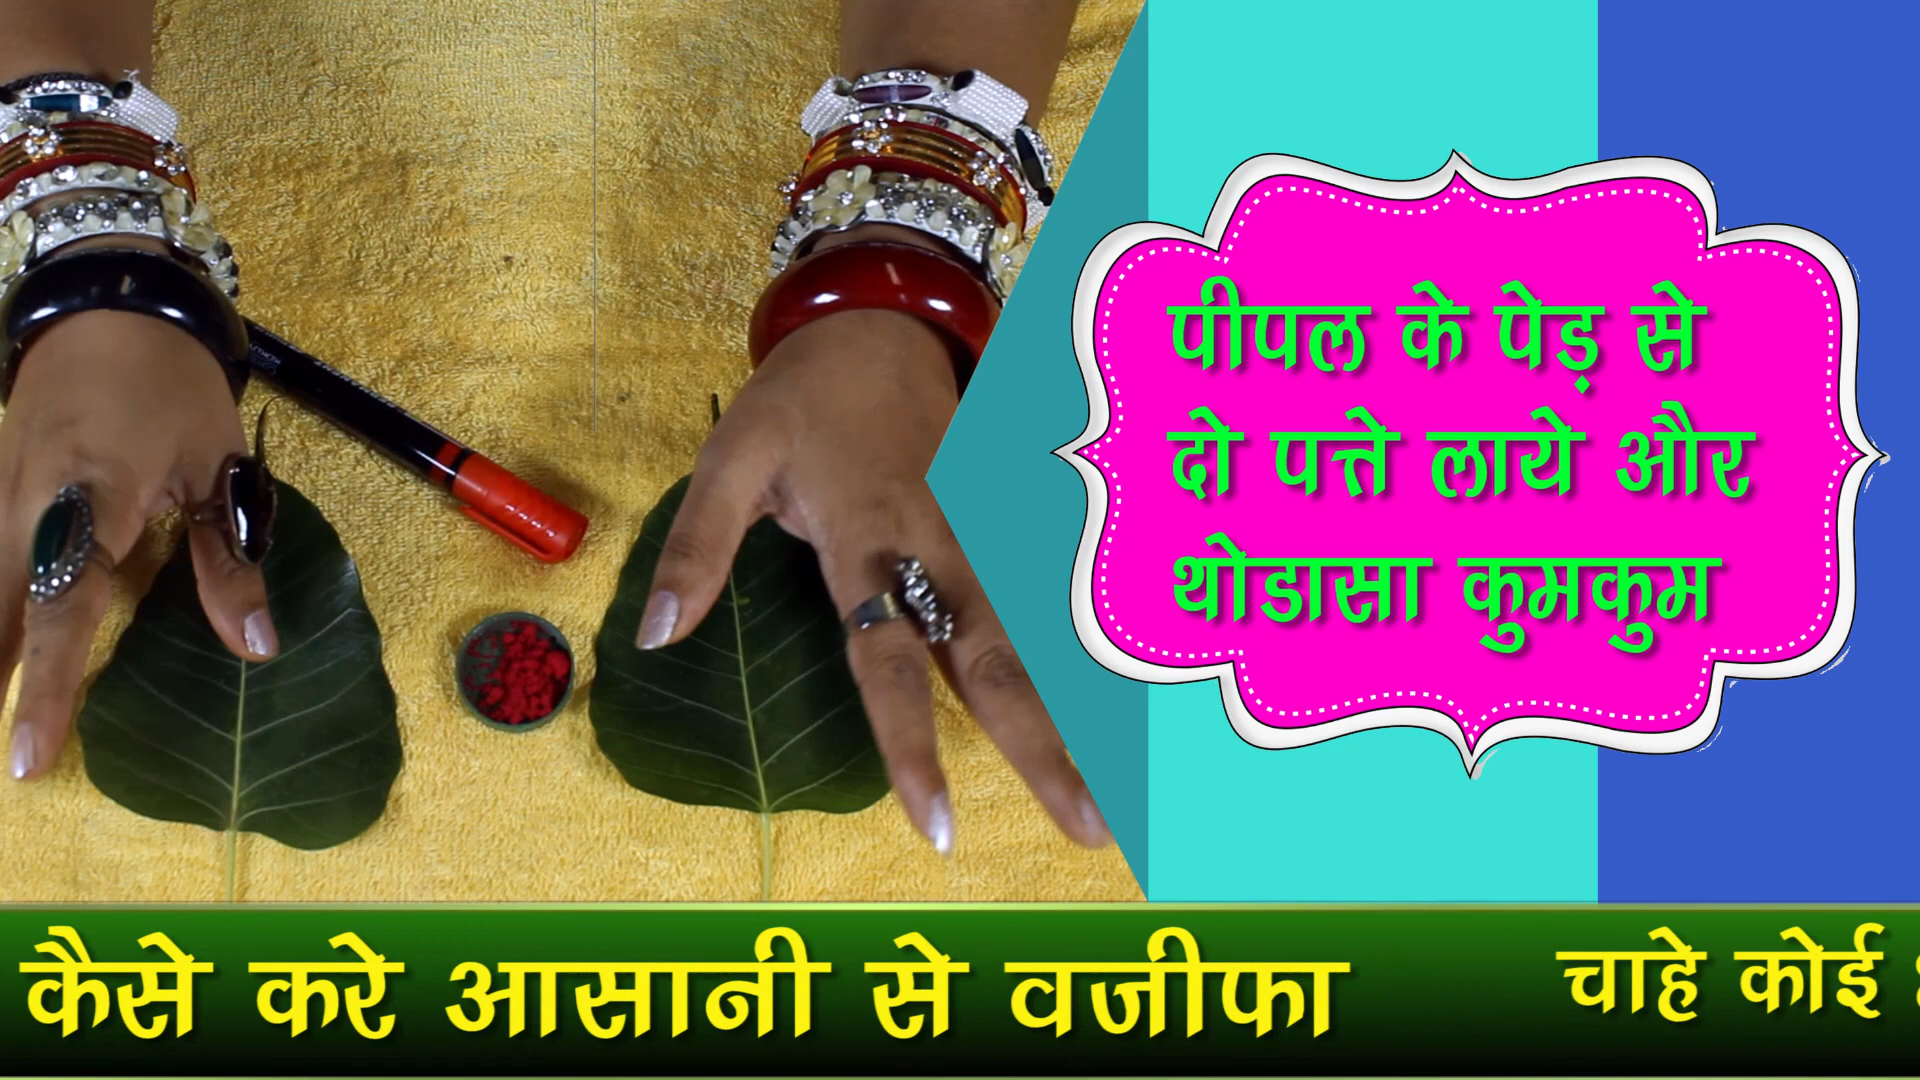 पीपल के पेड़ से
दो पत्ते लाये और
थोडासा कुमकुम
कैसे करे आसानी से वजीफा
चाहे कोई